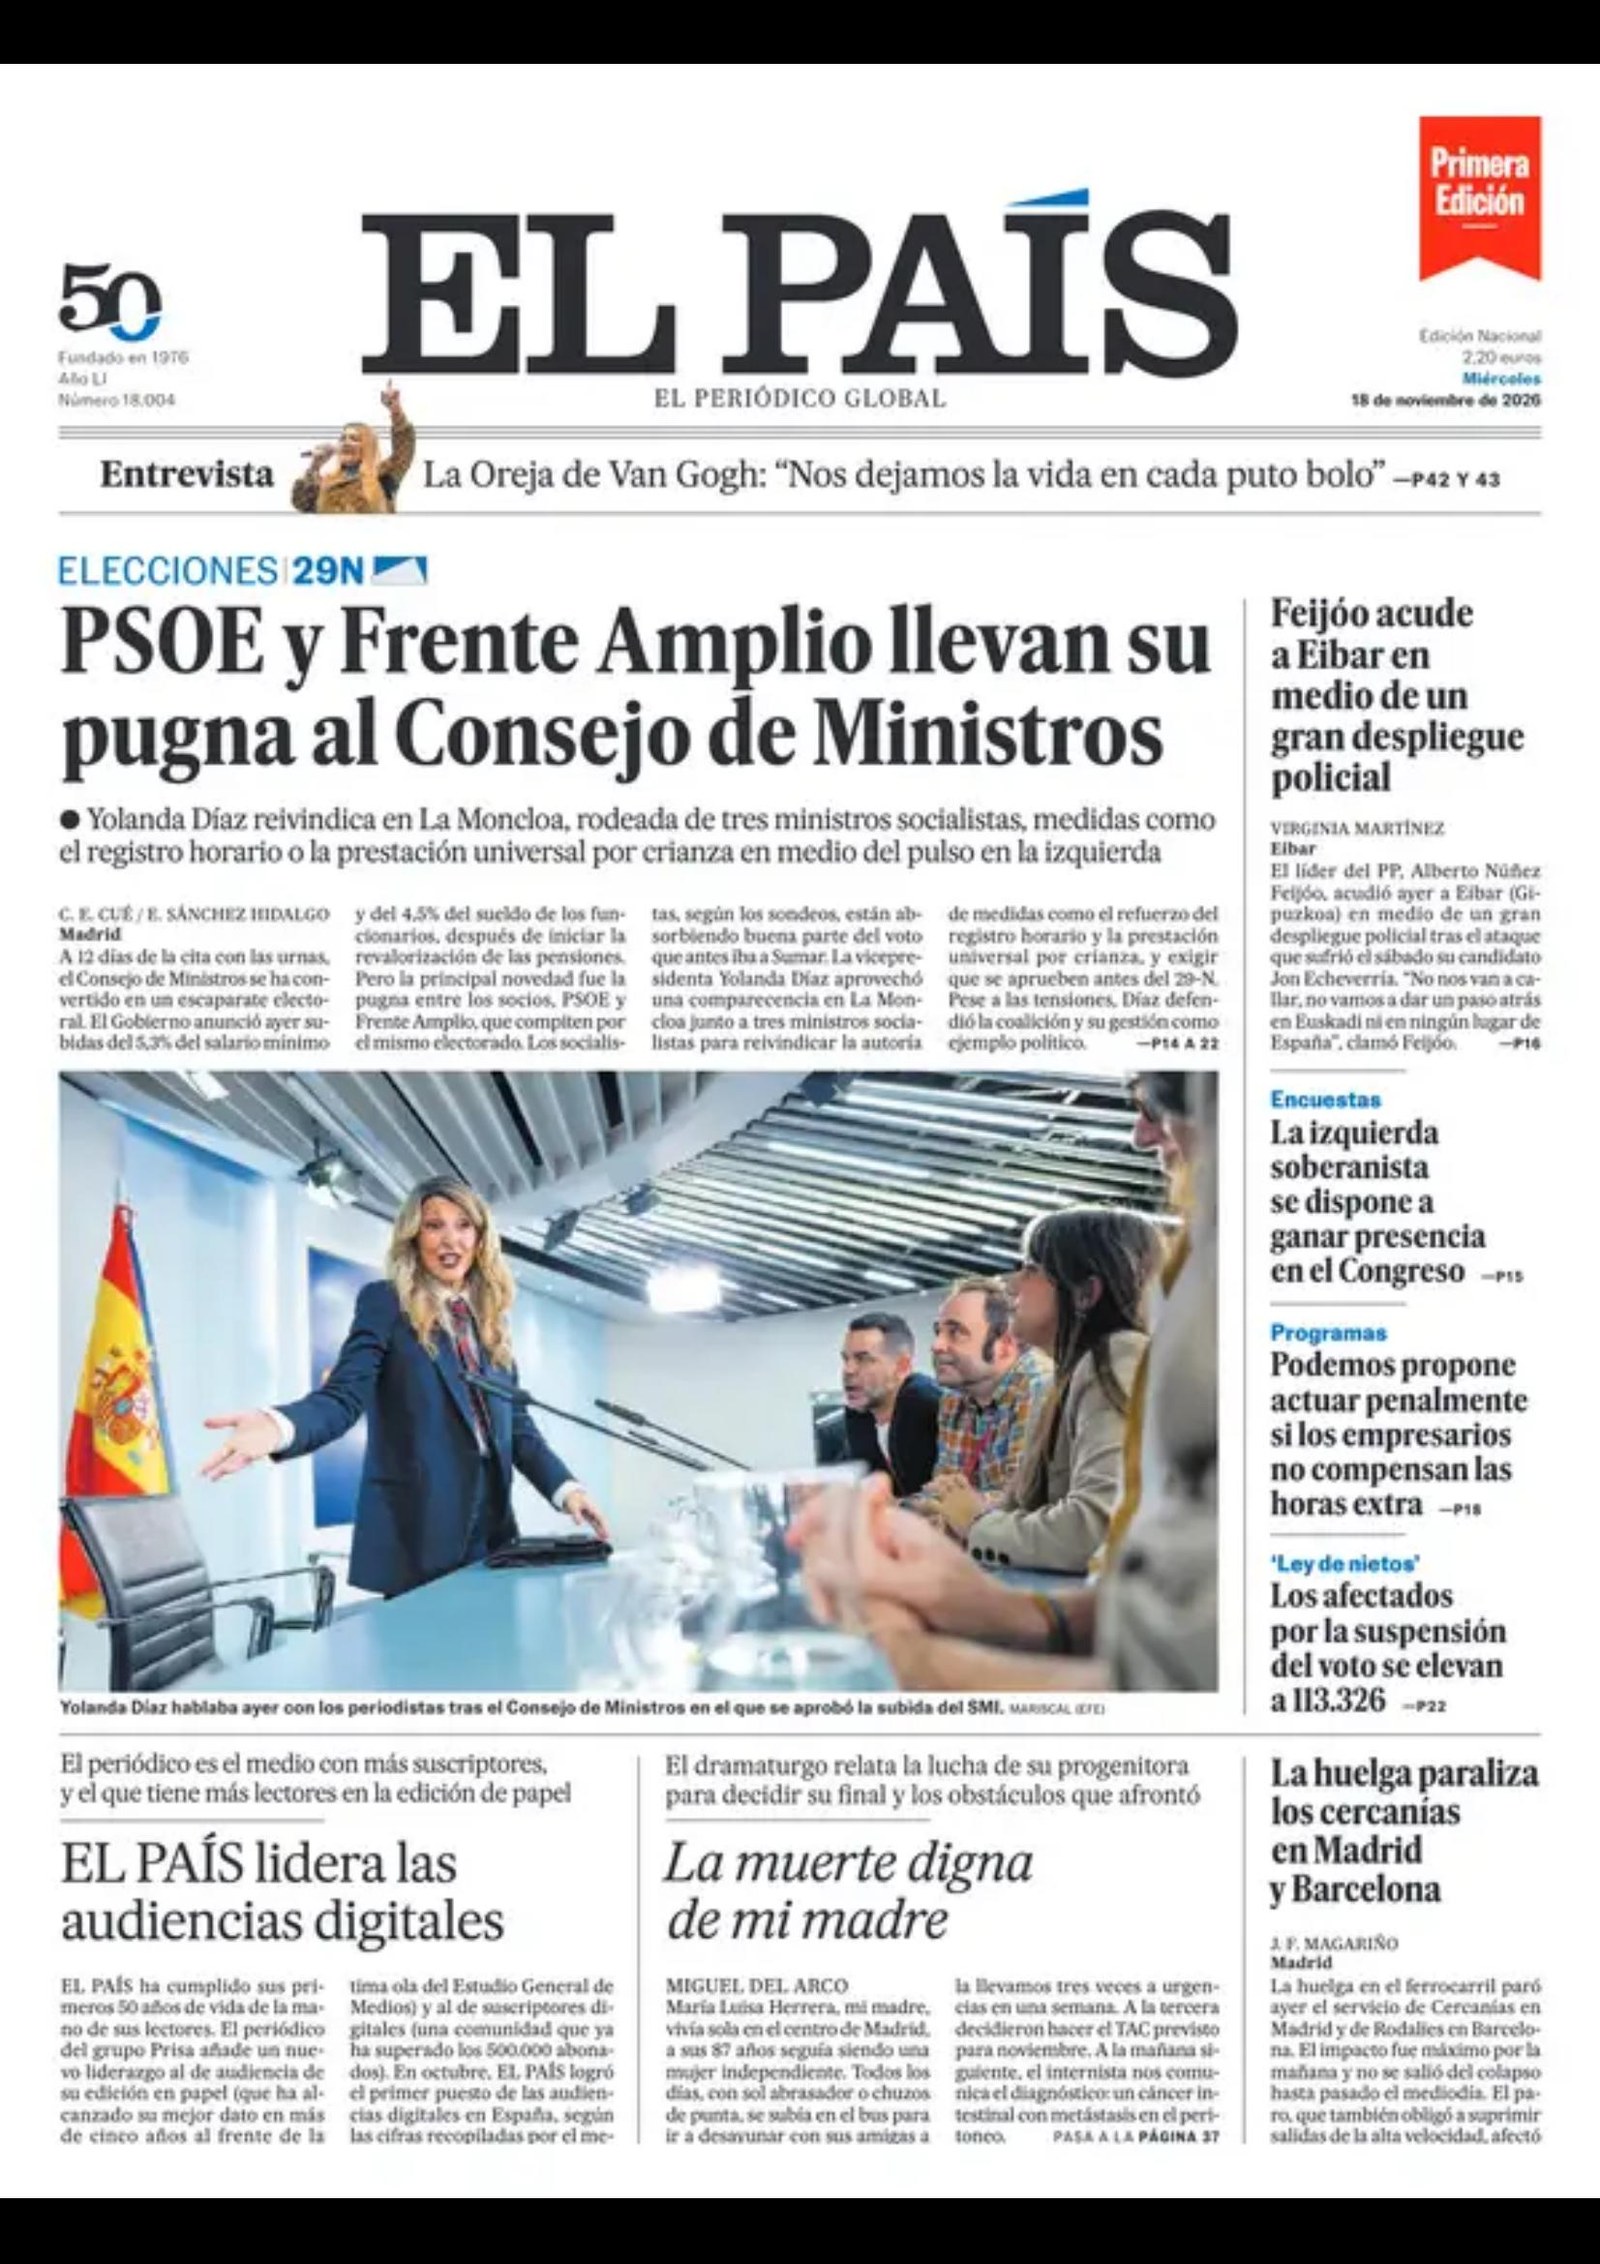 Primera
Edición
EL PAÍS
EL PERIÓDICO GLOBAL
50
Fundado en 1976
Año LI
Número 18.004
Edición Nacional
2,20 euros
Miércoles
18 de noviembre de 2026
Entrevista La Oreja de Van Gogh: “Nos dejamos la vida en cada puto bolo” —P42 Y 43
ELECCIONES | 29N
PSOE y Frente Amplio llevan su
pugna al Consejo de Ministros
● Yolanda Díaz reivindica en La Moncloa, rodeada de tres ministros socialistas, medidas como
el registro horario o la prestación universal por crianza en medio del pulso en la izquierda
C. E. CUÉ / E. SÁNCHEZ HIDALGO
Madrid
A 12 días de la cita con las urnas,
el Consejo de Ministros se ha con-
vertido en un escaparate electo-
ral. El Gobierno anunció ayer su-
bidas del 5,3% del salario mínimo
y del 4,5% del sueldo de los fun-
cionarios, después de iniciar la
revalorización de las pensiones.
Pero la principal novedad fue la
pugna entre los socios, PSOE y
Frente Amplio, que compiten por
el mismo electorado. Los socialis-
tas, según los sondeos, están ab-
sorbiendo buena parte del voto
que antes iba a Sumar. La vicepre-
sidenta Yolanda Díaz aprovechó
una comparecencia en La Mon-
cloa junto a tres ministros socia-
listas para reivindicar la autoría
de medidas como el refuerzo del
registro horario y la prestación
universal por crianza, y exigir
que se aprueben antes del 29-N.
Pese a las tensiones, Díaz defen-
dió la coalición y su gestión como
ejemplo político. —P14 A 22
Yolanda Díaz hablaba ayer con los periodistas tras el Consejo de Ministros en el que se aprobó la subida del SMI. MARISCAL (EFE)
Feijóo acude
a Eibar en
medio de un
gran despliegue
policial
VIRGINIA MARTÍNEZ
Eibar
El líder del PP, Alberto Núñez
Feijóo, acudió ayer a Eibar (Gi-
puzkoa) en medio de un gran
despliegue policial tras el ataque
que sufrió el sábado su candidato
Jon Echeverría. “No nos van a ca-
llar, no vamos a dar un paso atrás
en Euskadi ni en ningún lugar de
España”, clamó Feijóo. —P16
Encuestas
La izquierda
soberanista
se dispone a
ganar presencia
en el Congreso —P15
Programas
Podemos propone
actuar penalmente
si los empresarios
no compensan las
horas extra —P18
‘Ley de nietos’
Los afectados
por la suspensión
del voto se elevan
a 113.326 —P22
El periódico es el medio con más suscriptores,
y el que tiene más lectores en la edición de papel
EL PAÍS lidera las
audiencias digitales
EL PAÍS ha cumplido sus pri-
meros 50 años de vida de la ma-
no de sus lectores. El periódico
del grupo Prisa añade un nue-
vo liderazgo al de audiencia de
su edición en papel (que ha al-
canzado su mejor dato en más
de cinco años al frente de la
tima ola del Estudio General de
Medios) y al de suscriptores di-
gitales (una comunidad que ya
ha superado los 500.000 abona-
dos). En octubre, EL PAÍS logró
el primer puesto de las audien-
cias digitales en España, según
las cifras recopiladas por el me-
El dramaturgo relata la lucha de su progenitora
para decidir su final y los obstáculos que afrontó
La muerte digna
de mi madre
MIGUEL DEL ARCO
María Luisa Herrera, mi madre,
vivía sola en el centro de Madrid,
a sus 87 años seguía siendo una
mujer independiente. Todos los
días, con sol abrasador o chuzos
de punta, se subía en el bus para
ir a desayunar con sus amigas a
la llevamos tres veces a urgen-
cias en una semana. A la tercera
decidieron hacer el TAC previsto
para noviembre. A la mañana si-
guiente, el internista nos comu-
nica el diagnóstico: un cáncer in-
testinal con metástasis en el peri-
toneo. PASA A LA PÁGINA 37
La huelga paraliza
los cercanías
en Madrid
y Barcelona
J. F. MAGARIÑO
Madrid
La huelga en el ferrocarril paró
ayer el servicio de Cercanías en
Madrid y de Rodalies en Barcelo-
na. El impacto fue máximo por la
mañana y no se salió del colapso
hasta pasado el mediodía. El pa-
ro, que también obligó a suprimir
salidas de la alta velocidad, afectó